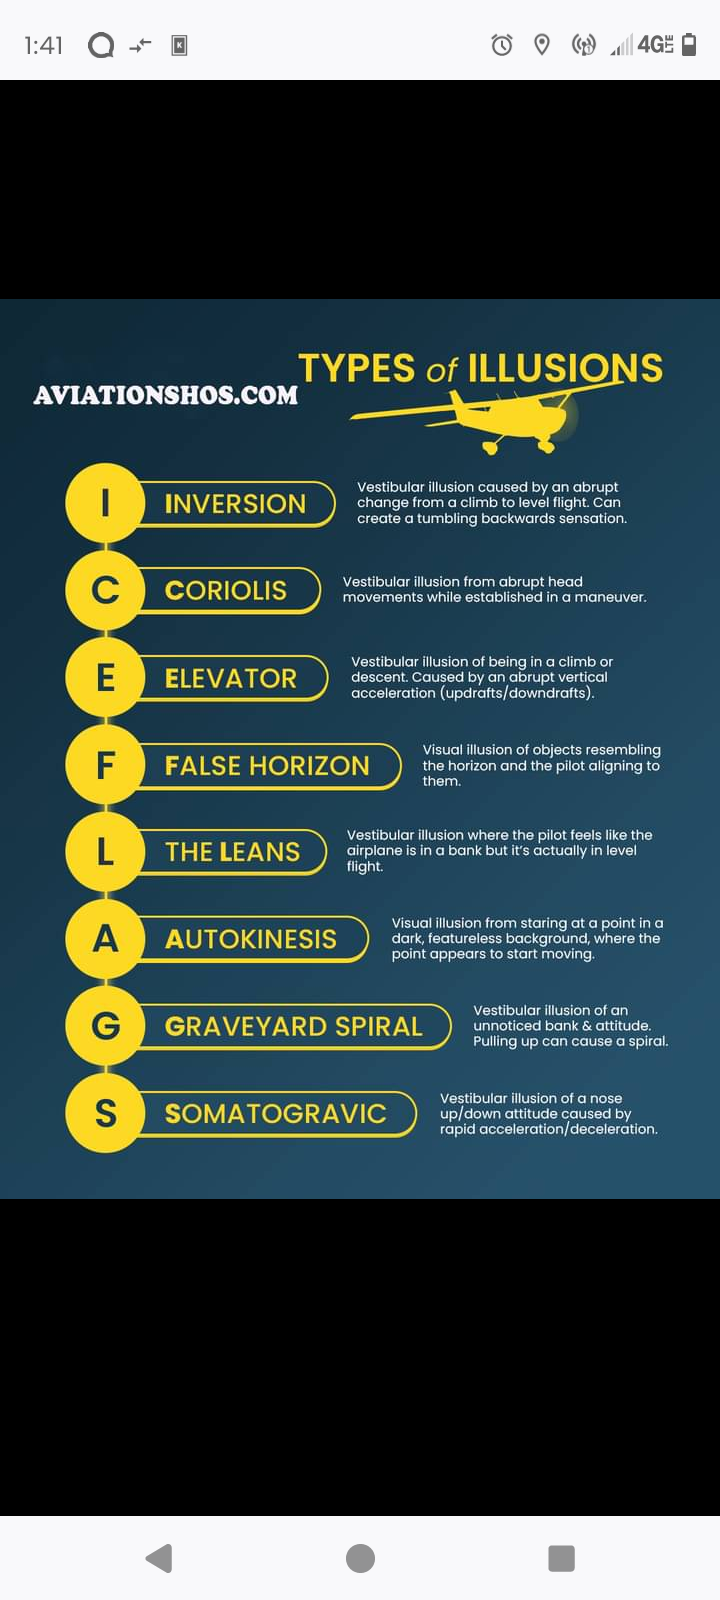 1:41
K
4G LTE
TYPES of ILLUSIONS
AVIATIONSHOS.COM
I
INVERSION
Vestibular illusion caused by an abrupt
change from a climb to level flight. Can
create a tumbling backwards sensation.
C
CORIOLIS
Vestibular illusion from abrupt head
movements while established in a maneuver.
E
ELEVATOR
Vestibular illusion of being in a climb or
descent. Caused by an abrupt vertical
acceleration (updrafts/downdrafts).
F
FALSE HORIZON
Visual illusion of objects resembling
the horizon and the pilot aligning to
them.
L
THE LEANS
Vestibular illusion where the pilot feels like the
airplane is in a bank but it's actually in level
flight.
A
AUTOKINESIS
Visual illusion from staring at a point in a
dark, featureless background, where the
point appears to start moving.
G
GRAVEYARD SPIRAL
Vestibular illusion of an
unnoticed bank & attitude.
Pulling up can cause a spiral.
S
SOMATOGRAVIC
Vestibular illusion of a nose
up/down attitude caused by
rapid acceleration/deceleration.